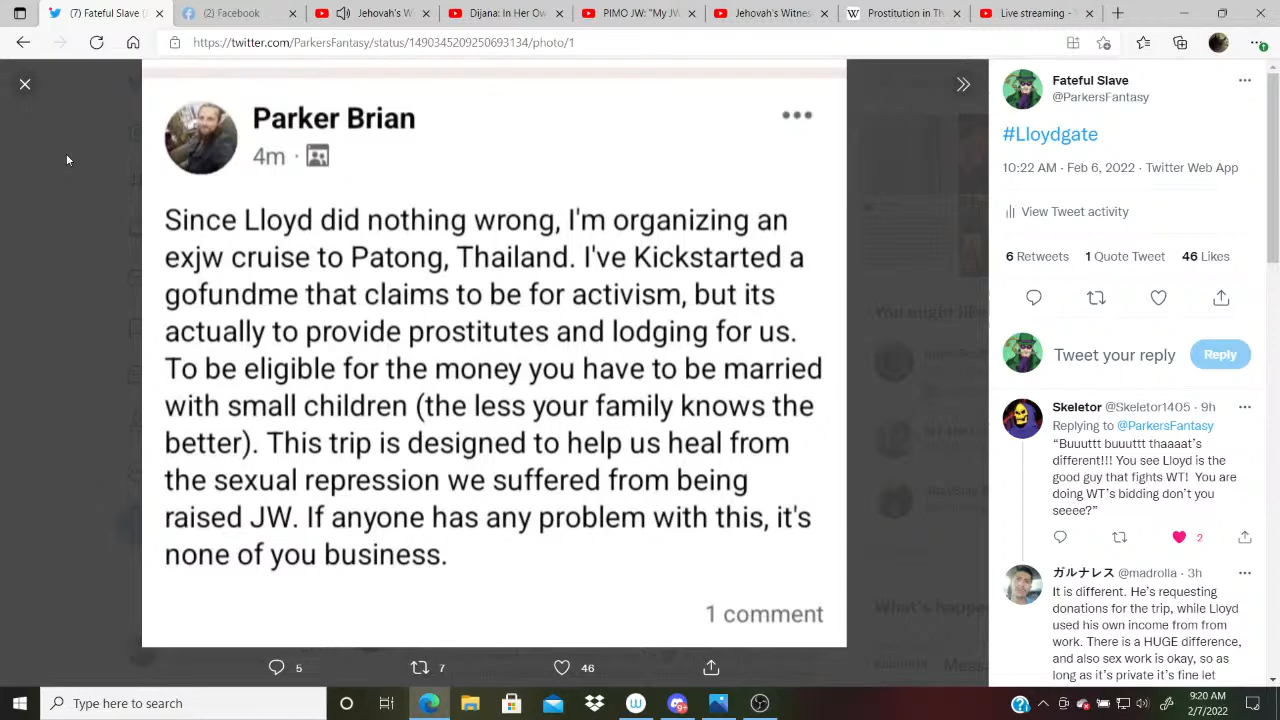 (7) Fateful Slave
(2) Facebook
Jehovah's W
Dijana In Her Ow
PIMO JW: "My JW
Jehovah's Witnes
Prostitution in Th
Live streaming -
https://twitter.com/ParkersFantasy/status/1490345209250693134/photo/1
Parker Brian
4m ·
Since Lloyd did nothing wrong, I'm organizing an
exjw cruise to Patong, Thailand. I've Kickstarted a
gofundme that claims to be for activism, but its
actually to provide prostitutes and lodging for us.
To be eligible for the money you have to be married
with small children (the less your family knows the
better). This trip is designed to help us heal from
the sexual repression we suffered from being
raised JW. If anyone has any problem with this, it's
none of you business.
1 comment
5
7
46
You might like
What's happe
Mess
Fateful Slave
@ParkersFantasy
#Lloydgate
10:22 AM · Feb 6, 2022 · Twitter Web App
View Tweet activity
6 Retweets 1 Quote Tweet 46 Likes
Tweet your reply
Reply
Skeletor @Skeletor1405 · 9h
Replying to @ParkersFantasy
“Buuuttt buuuttt thaaaat’s
different!!! You see Lloyd is the
good guy that fights WT! You are
doing WT’s bidding don’t you
seeee?”
2
ガルナレス @madrolla · 3h
It is different. He’s requesting
donations for the trip, while Lloyd
used his own income from from
work. There is a HUGE difference,
and also sex work is okay, so as
long as it’s private it’s fine let
Type here to search
9:20 AM
2/7/2022